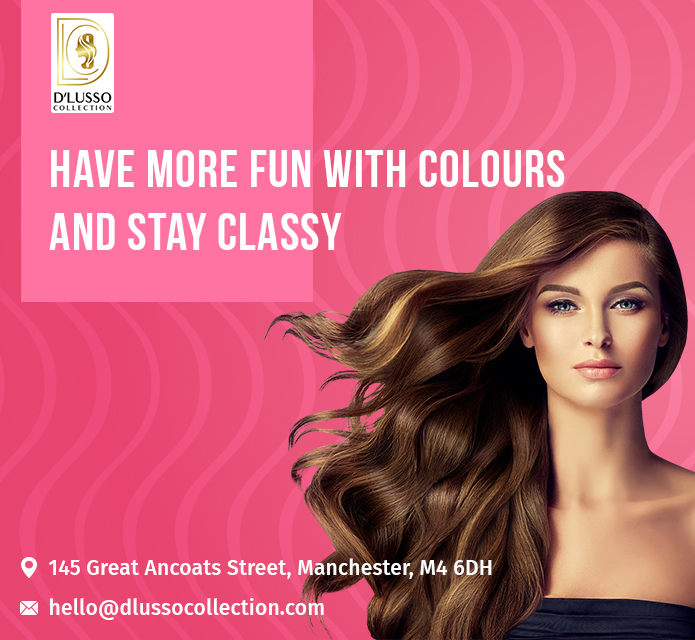 D'LUSSO
COLLECTION
HAVE MORE FUN WITH COLOURS
AND STAY CLASSY
145 Great Ancoats Street, Manchester, M4 6DH
hello@dlussocollection.com